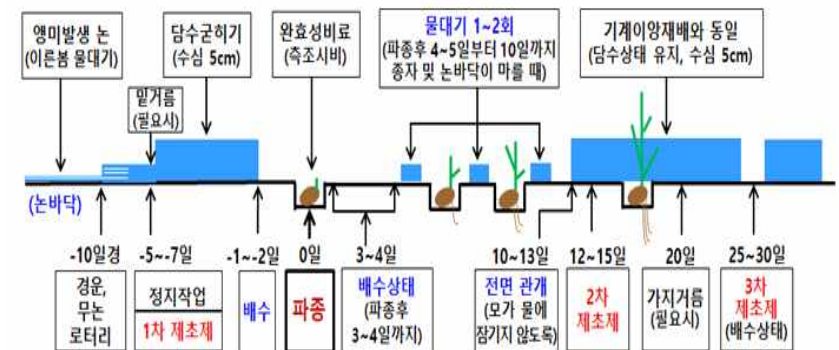 앵미발생 논
(이른봄 물대기)
담수굳히기
(수심 5cm)
완효성비료
(측조시비)
물대기 1~2회
(파종후 4~5일부터 10일까지
종자 및 논바닥이 마를 때)
기계이앙재배와 동일
(담수상태 유지, 수심 5cm)
밑거름
(필요시)
(논바닥)
-10일경
-5~-7일
-1~-2일
0일
3~4일
10~13일
12~15일
20일
25~30일
경운,
무논
로터리
정지작업
1차 제초제
배수
파종
배수상태
(파종후
3~4일까지)
전면 관개
(모가 물에
잠기지 않도록)
2차
제초제
가지거름
(필요시)
3차
제초제
(배수상태)